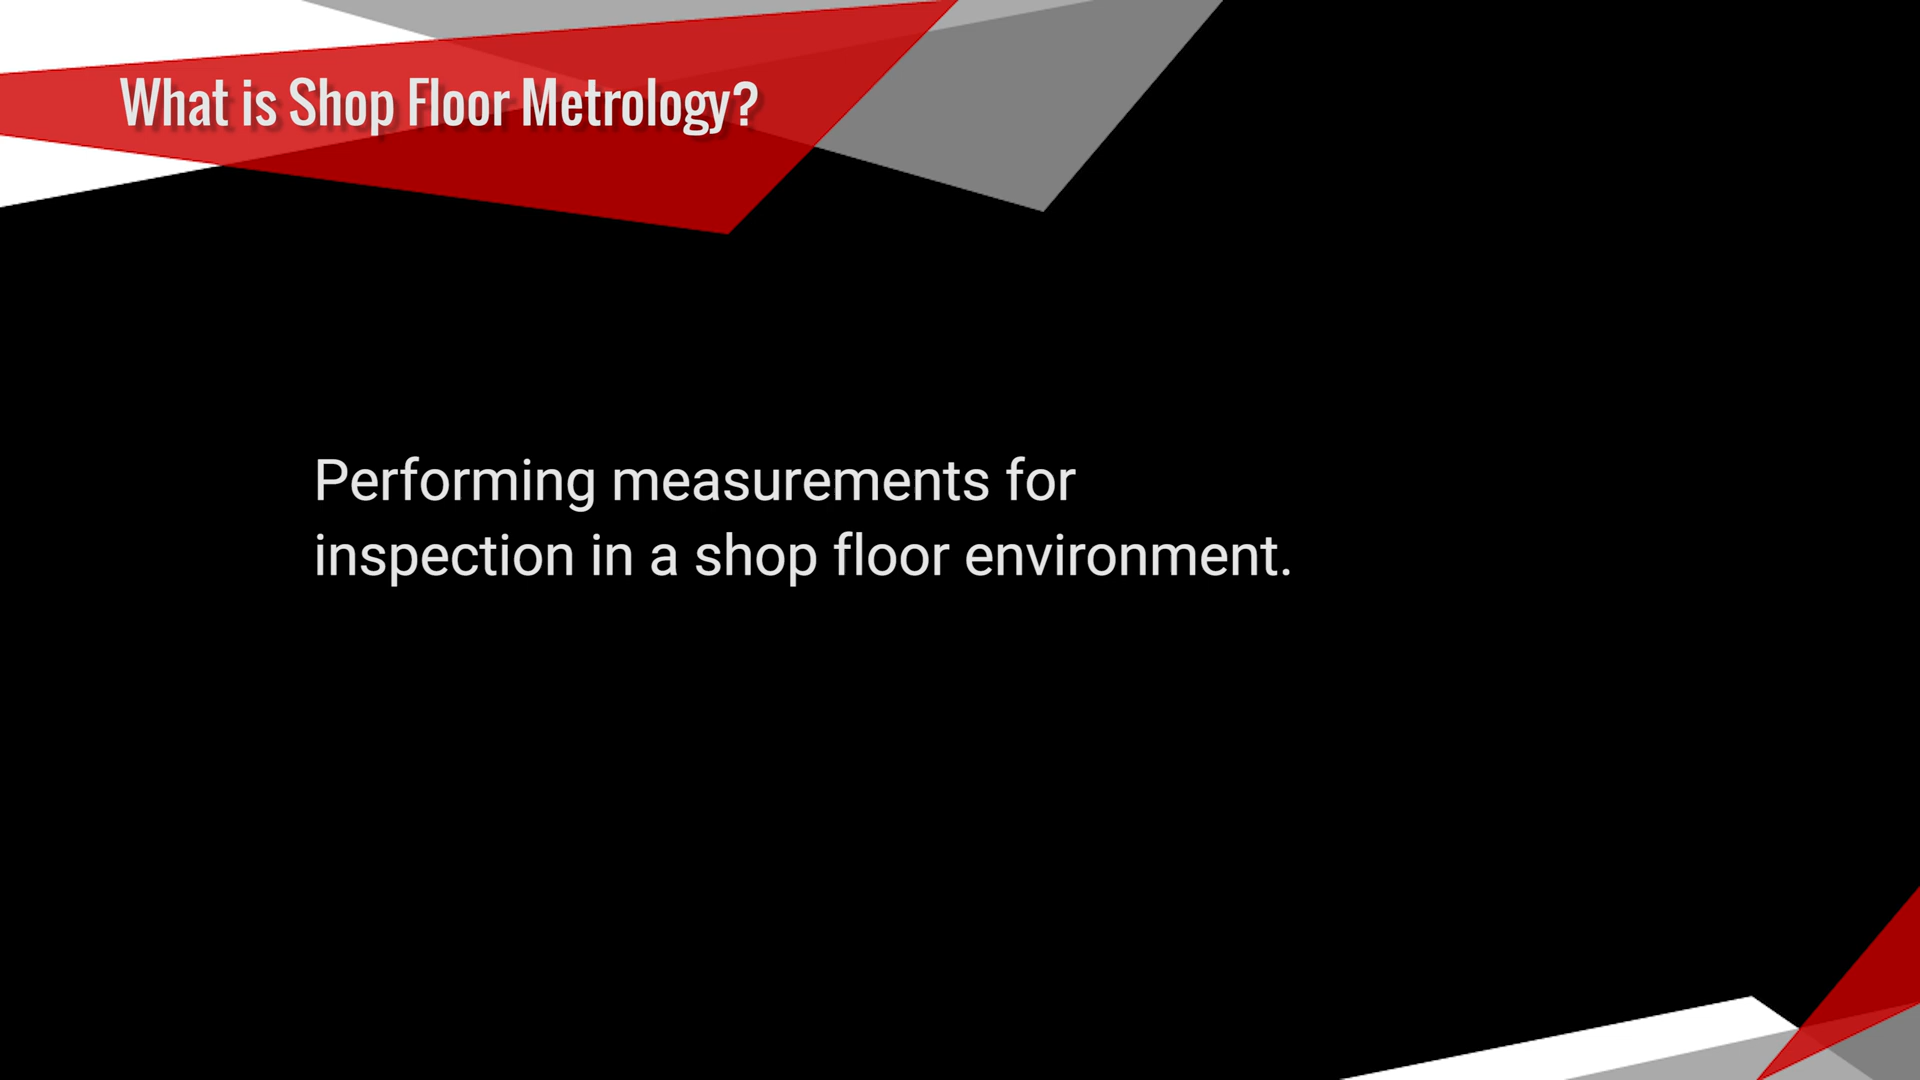 What is Shop Floor Metrology?
Performing measurements for
inspection in a shop floor environment.